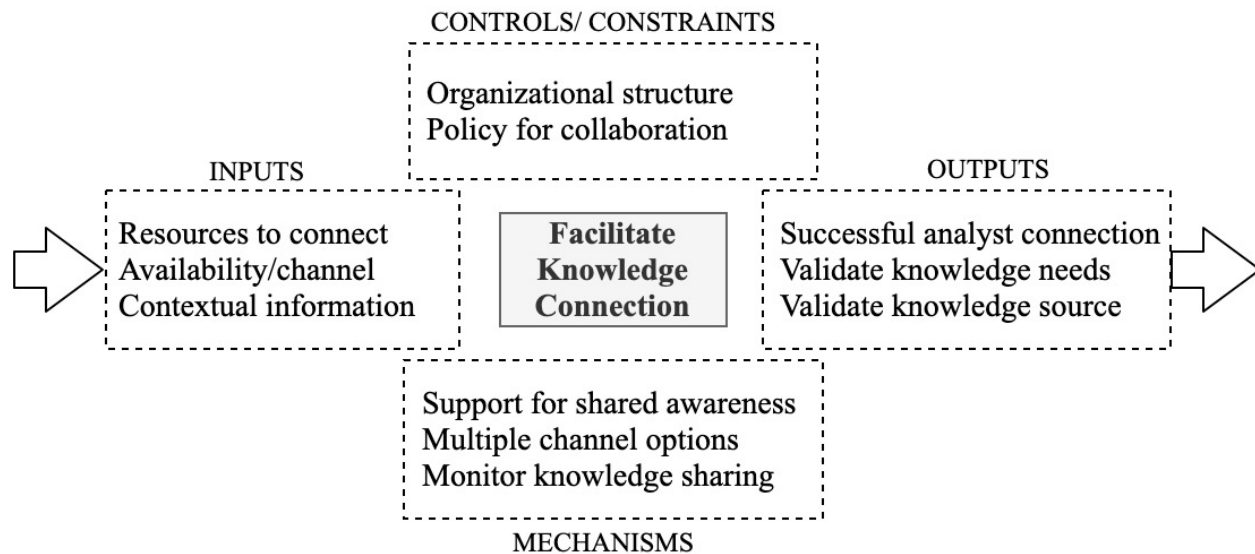 CONTROLS/ CONSTRAINTS
Organizational structure
Policy for collaboration
INPUTS
Resources to connect
Availability/channel
Contextual information
Facilitate
Knowledge
Connection
OUTPUTS
Successful analyst connection
Validate knowledge needs
Validate knowledge source
Support for shared awareness
Multiple channel options
Monitor knowledge sharing
MECHANISMS